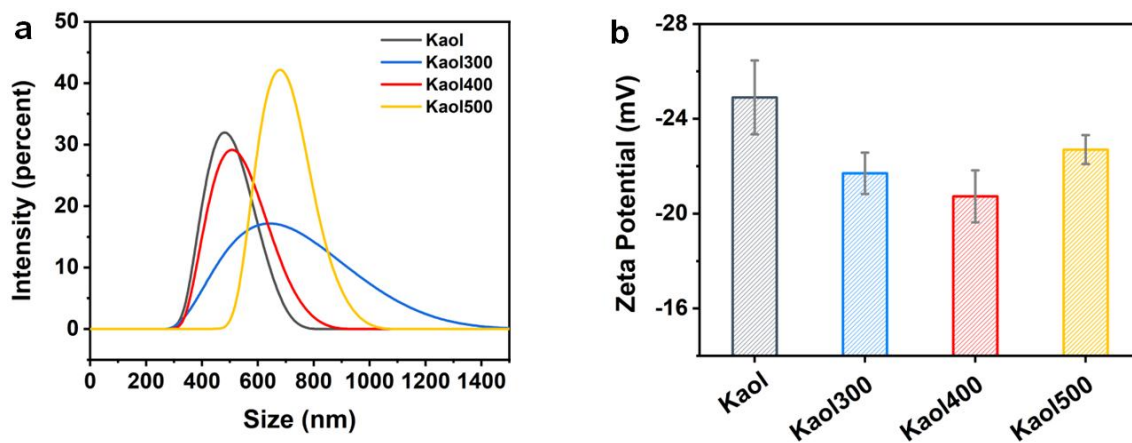 a
50
40
30
20
10
0
Intensity (percent)
Kaol
Kaol300
Kaol400
Kaol500
0 200 400 600 800 1000 1200 1400
Size (nm)
b
-28
-24
-20
-16
Zeta Potential (mV)
Kaol
Kaol300
Kaol400
Kaol500